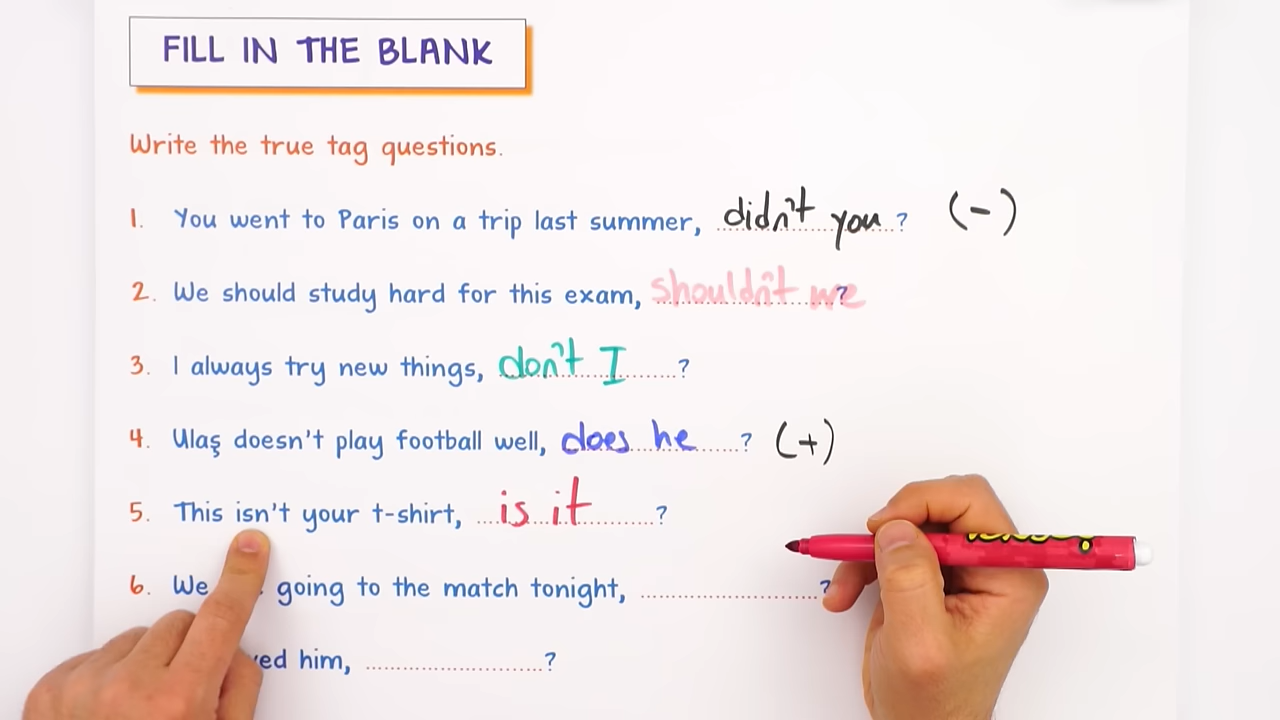 FILL IN THE BLANK
Write the true tag questions.
1. You went to Paris on a trip last summer, didn't you ? (-)
2. We should study hard for this exam, shouldn't we ?
3. I always try new things, don't I ?
4. Ulaş doesn't play football well, does he ? (+)
5. This isn't your t-shirt, is it ?
6. We going to the match tonight, ............ ?
him, ............ ?